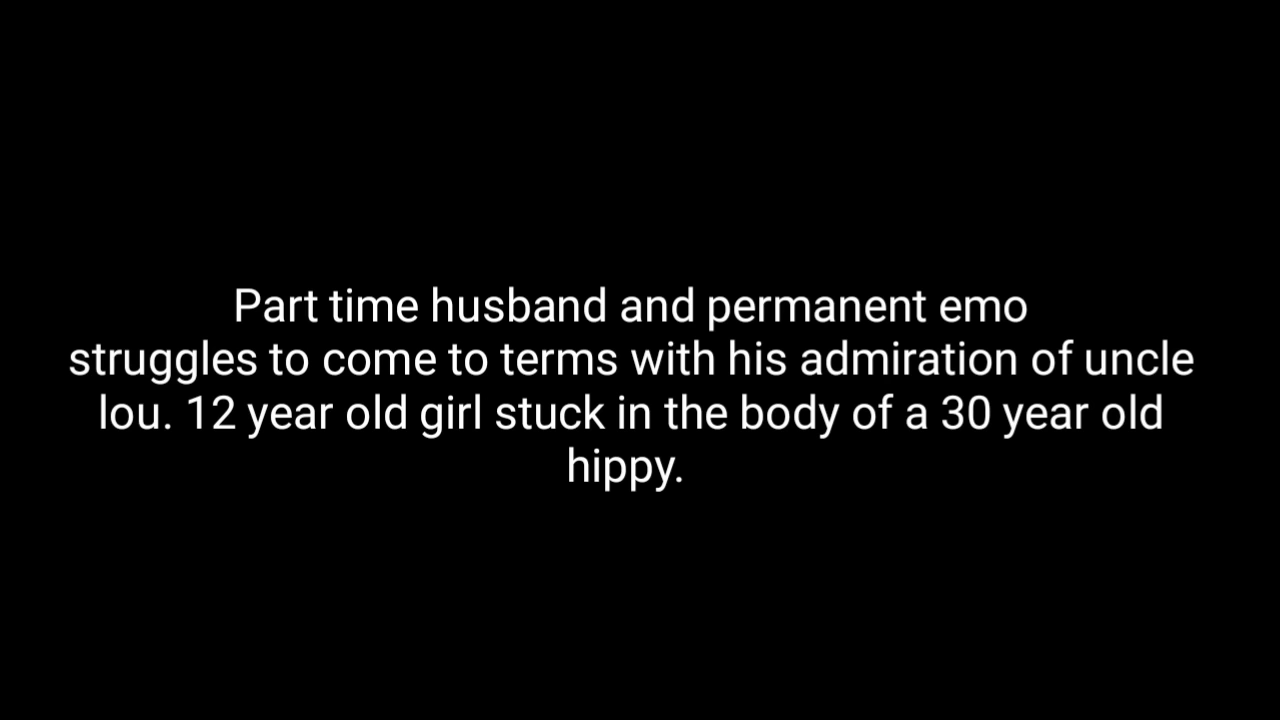 Part time husband and permanent emo
struggles to come to terms with his admiration of uncle
lou. 12 year old girl stuck in the body of a 30 year old
hippy.